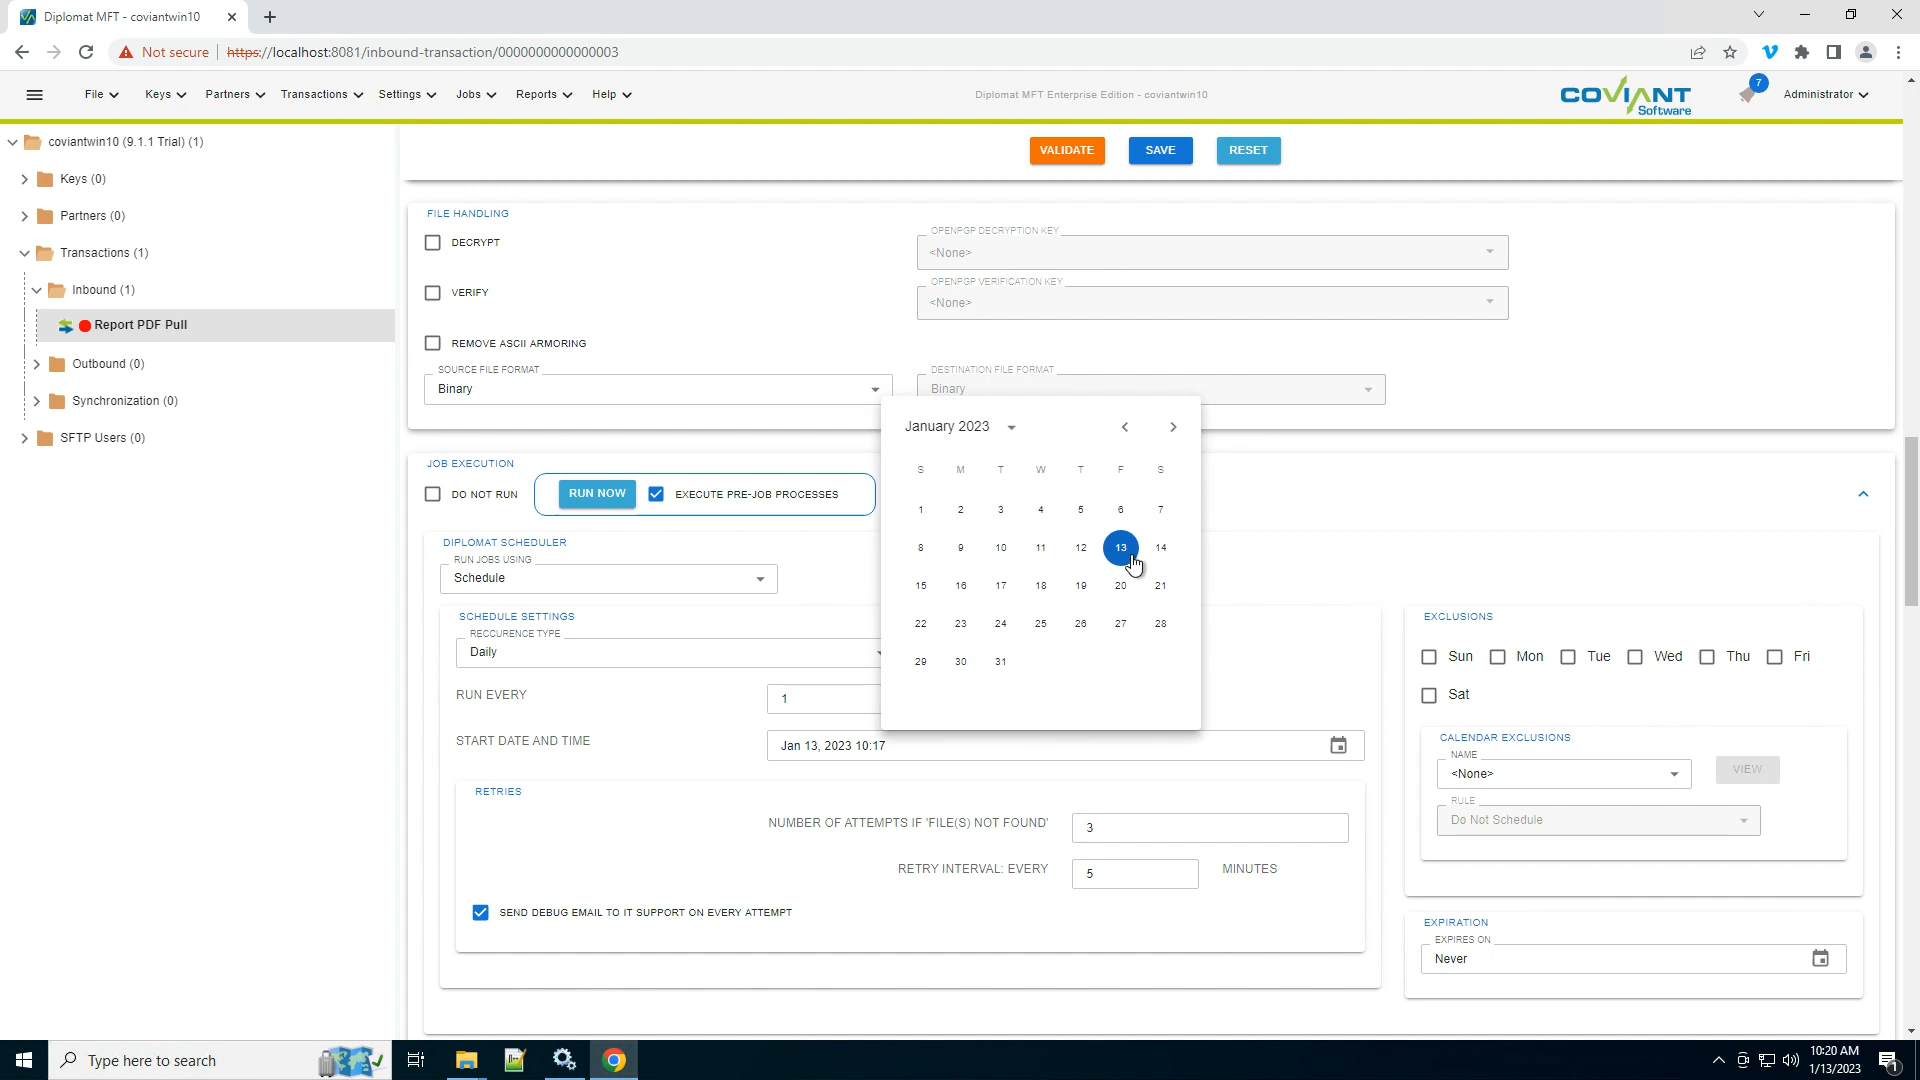 Diplomat MFT - coviantwin10
Not secure
https://localhost:8081/inbound-transaction/0000000000000003
File
Keys
Partners
Transactions
Settings
Jobs
Reports
Help
Diplomat MFT Enterprise Edition - coviantwin10
COVIANT
Software
7
Administrator
coviantwin10 (9.1.1 Trial) (1)
Keys (0)
Partners (0)
Transactions (1)
Inbound (1)
Report PDF Pull
Outbound (0)
Synchronization (0)
SFTP Users (0)
VALIDATE
SAVE
RESET
FILE HANDLING
DECRYPT
OPENPGP DECRYPTION KEY
<None>
VERIFY
OPENPGP VERIFICATION KEY
<None>
REMOVE ASCII ARMORING
SOURCE FILE FORMAT
Binary
DESTINATION FILE FORMAT
Binary
January 2023
S M T W T F S
1 2 3 4 5 6 7
8 9 10 11 12 13 14
15 16 17 18 19 20 21
22 23 24 25 26 27 28
29 30 31
JOB EXECUTION
DO NOT RUN
RUN NOW
EXECUTE PRE-JOB PROCESSES
DIPLOMAT SCHEDULER
RUN JOBS USING
Schedule
SCHEDULE SETTINGS
RECCURENCE TYPE
Daily
RUN EVERY
1
START DATE AND TIME
Jan 13, 2023 10:17
RETRIES
NUMBER OF ATTEMPTS IF 'FILE(S) NOT FOUND'
3
RETRY INTERVAL: EVERY
5
MINUTES
SEND DEBUG EMAIL TO IT SUPPORT ON EVERY ATTEMPT
EXCLUSIONS
Sun Mon Tue Wed Thu Fri
Sat
CALENDAR EXCLUSIONS
NAME
<None>
VIEW
RULE
Do Not Schedule
EXPIRATION
EXPIRES ON
Never
Type here to search
10:20 AM
1/13/2023
1